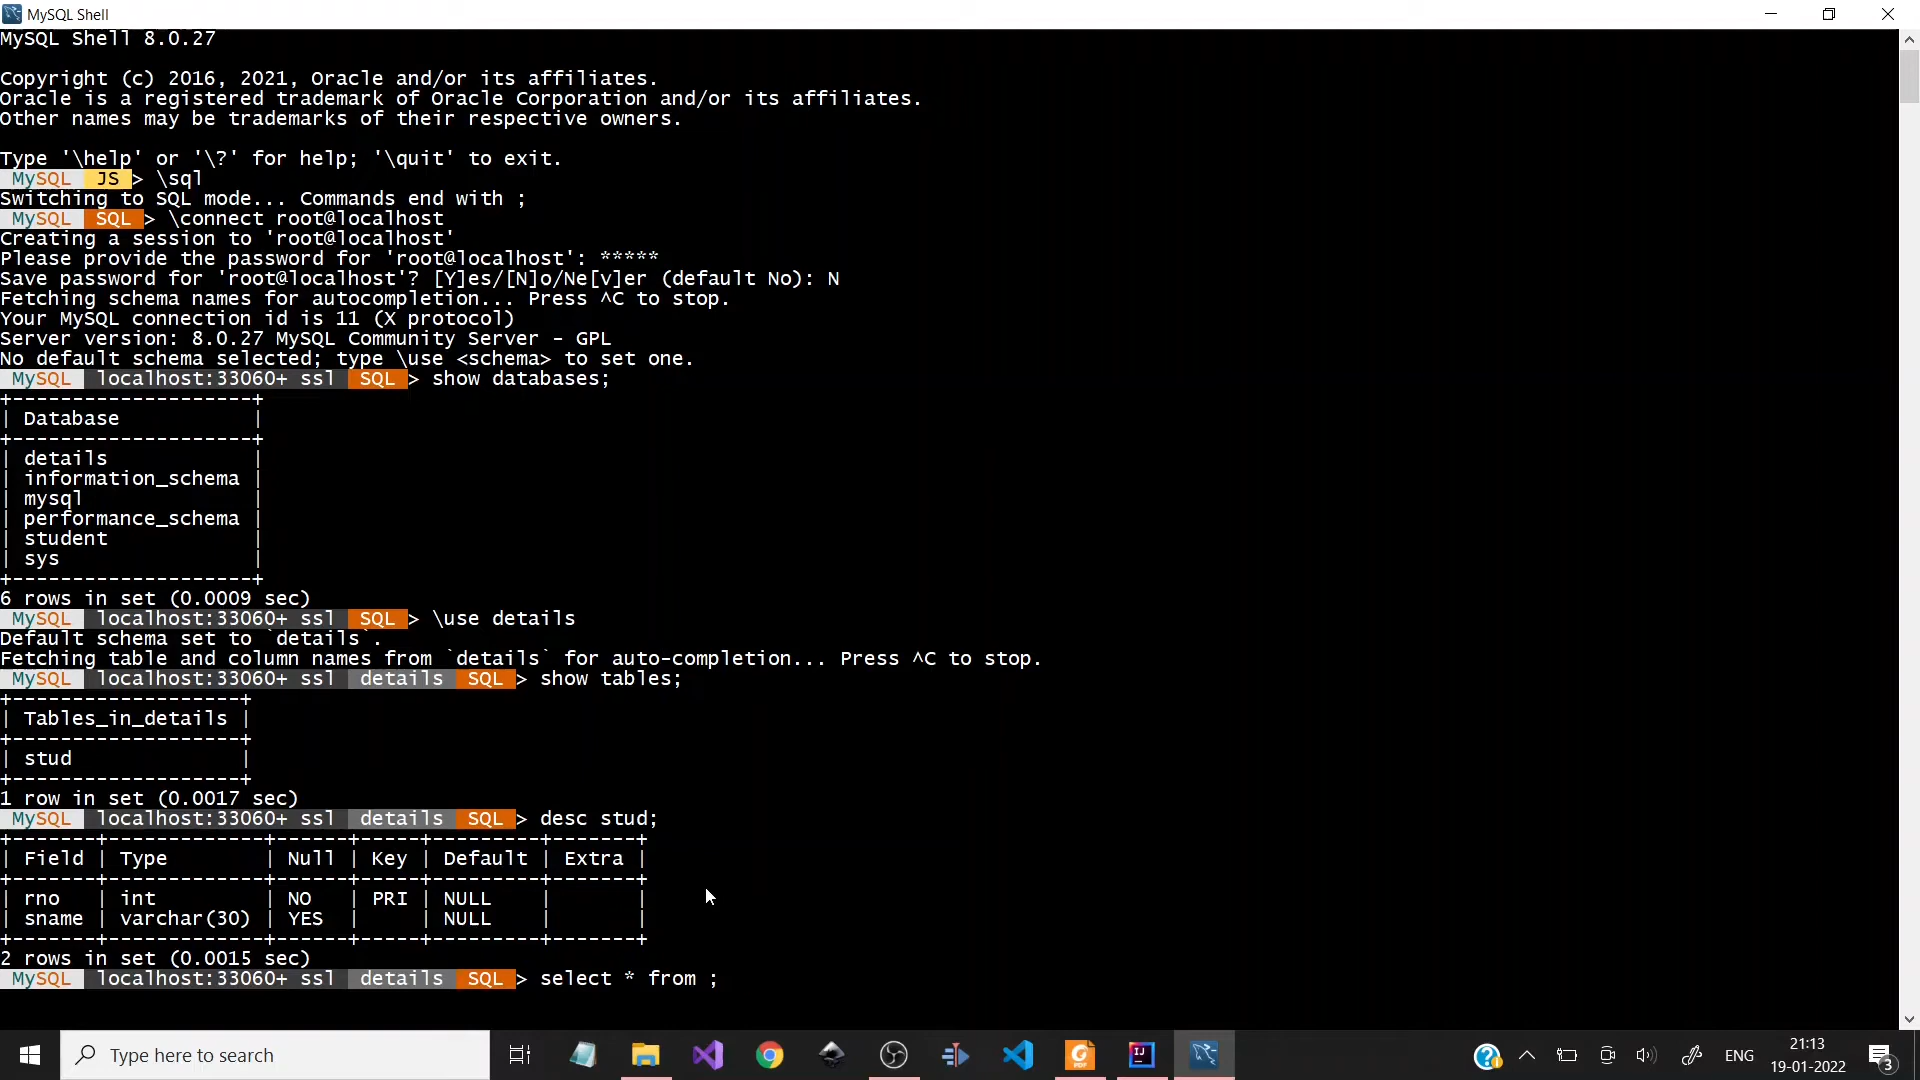 MySQL Shell
MySQL Shell 8.0.27
Copyright (c) 2016, 2021, Oracle and/or its affiliates.
Oracle is a registered trademark of Oracle Corporation and/or its affiliates.
Other names may be trademarks of their respective owners.
Type '\help' or '\?' for help; '\quit' to exit.
MySQL JS > \sql
Switching to SQL mode... Commands end with ;
MySQL SQL > \connect root@localhost
Creating a session to 'root@localhost'
Please provide the password for 'root@localhost': *****
Save password for 'root@localhost'? [Y]es/[N]o/Ne[v]er (default No): N
Fetching schema names for autocompletion... Press ^C to stop.
Your MySQL connection id is 11 (X protocol)
Server version: 8.0.27 MySQL Community Server - GPL
No default schema selected; type \use <schema> to set one.
MySQL localhost:33060+ ssl SQL > show databases;
+--------------------+
| Database           |
+--------------------+
| details            |
| information_schema |
| mysql              |
| performance_schema |
| student            |
| sys                |
+--------------------+
6 rows in set (0.0009 sec)
MySQL localhost:33060+ ssl SQL > \use details
Default schema set to `details`.
Fetching table and column names from `details` for auto-completion... Press ^C to stop.
MySQL localhost:33060+ ssl details SQL > show tables;
+-------------------+
| Tables_in_details |
+-------------------+
| stud              |
+-------------------+
1 row in set (0.0017 sec)
MySQL localhost:33060+ ssl details SQL > desc stud;
+-------+-------------+------+-----+---------+-------+
| Field | Type        | Null | Key | Default | Extra |
+-------+-------------+------+-----+---------+-------+
| rno   | int         | NO   | PRI | NULL    |       |
| sname | varchar(30) | YES  |     | NULL    |       |
+-------+-------------+------+-----+---------+-------+
2 rows in set (0.0015 sec)
MySQL localhost:33060+ ssl details SQL > select * from ;
Type here to search
ENG
21:13
19-01-2022
3